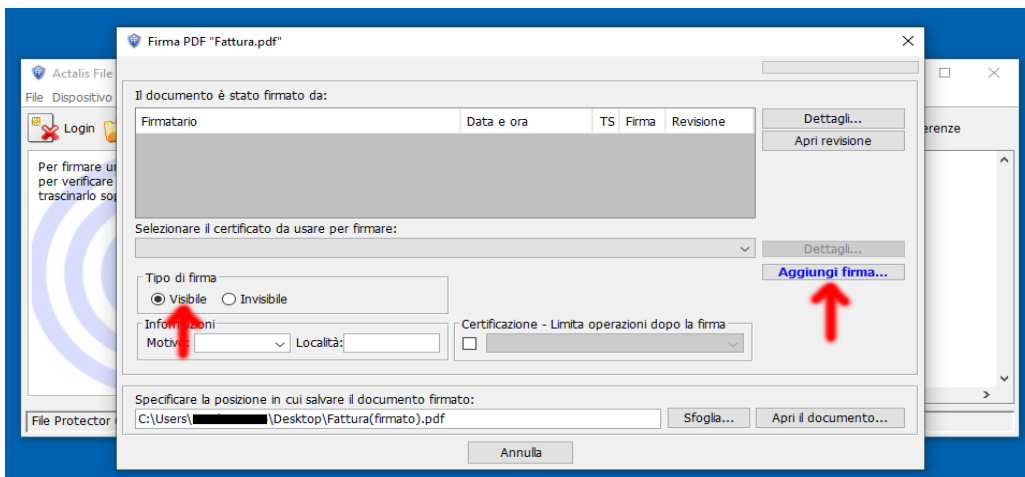 Firma PDF "Fattura.pdf"
Actalis File
File Dispositivo
Login
erenze
Per firmare un
per verificare
trascinarlo sop
Il documento è stato firmato da:
Firmatario Data e ora TS Firma Revisione
Dettagli...
Apri revisione
Selezionare il certificato da usare per firmare:
Dettagli...
Aggiungi firma...
Tipo di firma
Visibile Invisibile
Informazioni
Motivo: Località:
Certificazione - Limita operazioni dopo la firma
Specificare la posizione in cui salvare il documento firmato:
C:\Users\ \Desktop\Fattura(firmato).pdf
Sfoglia... Apri il documento...
File Protector
Annulla